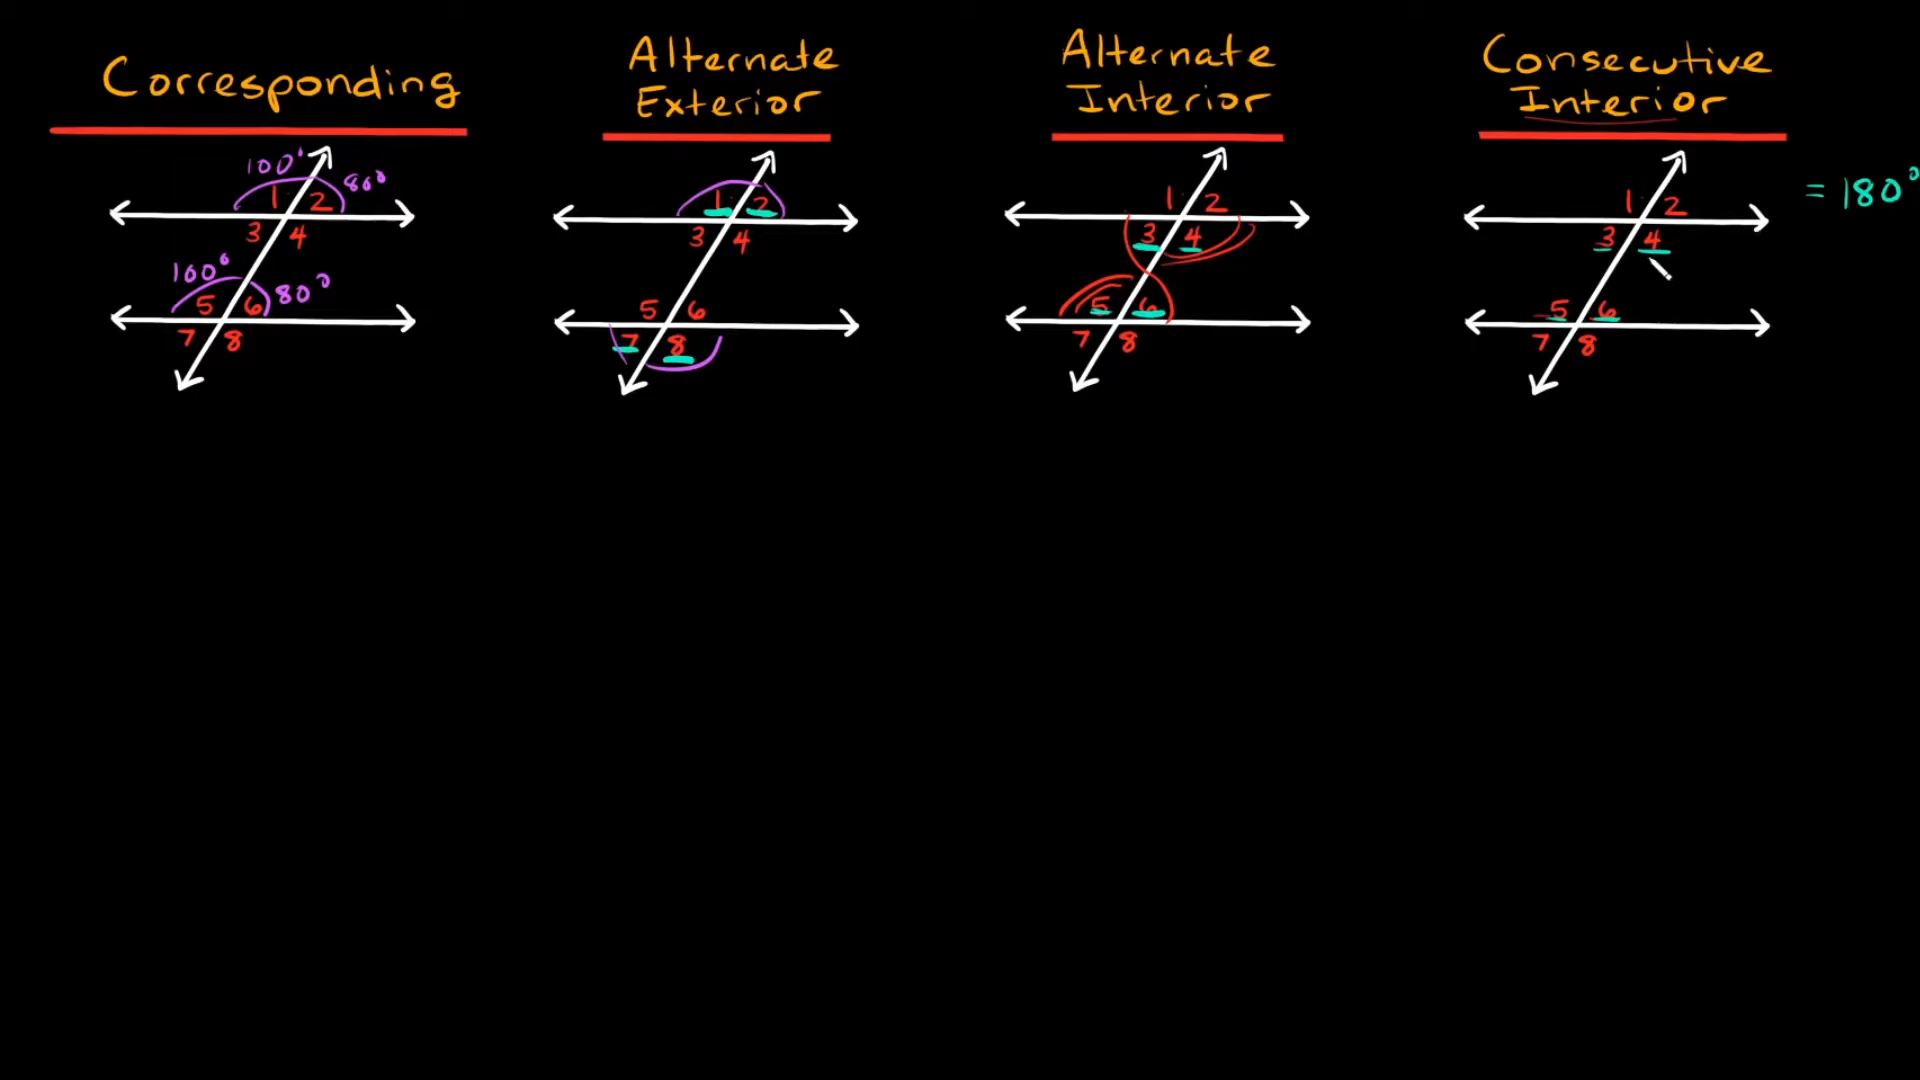 Corresponding
Alternate
Exterior
Alternate
Interior
Consecutive
Interior
100°
1 2 80°
3 4
100°
5 6 80°
7 8
1 2
3 4
5 6
7 8
1 2
3 4
5 6
7 8
1 2
3 4
5 6
7 8
= 180°